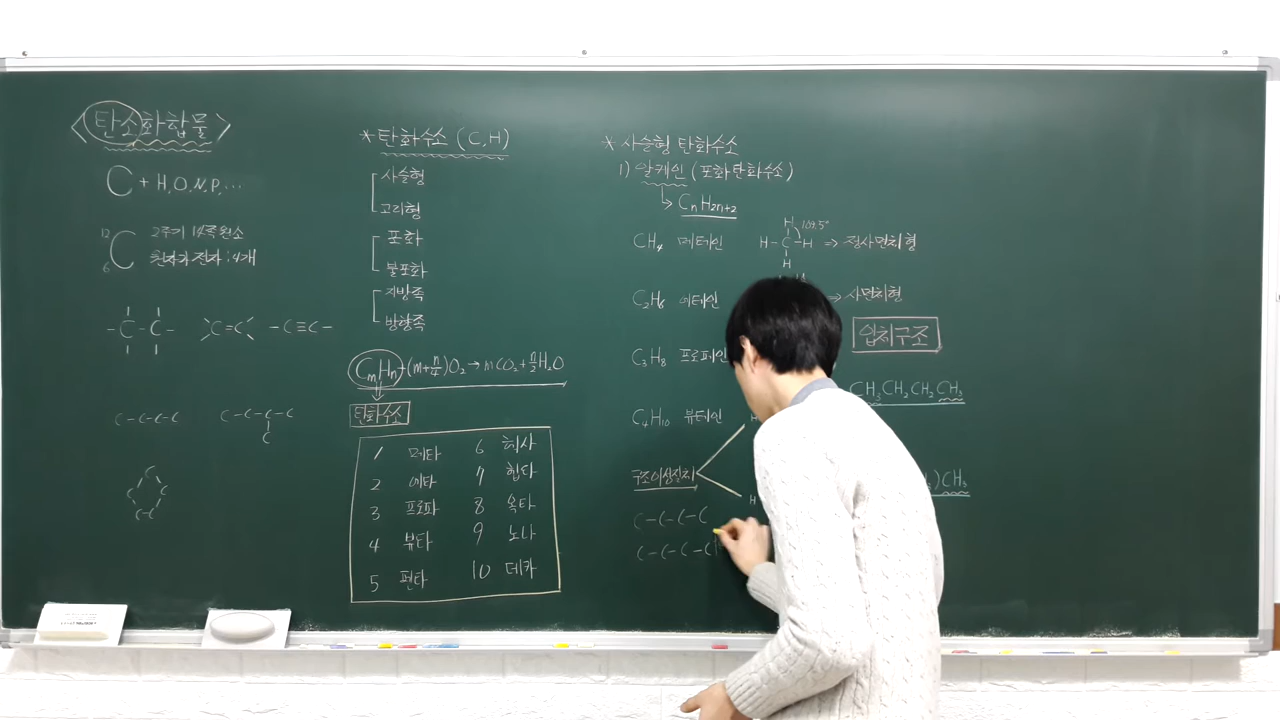 <탄소화합물>
C + H, O, N, P, ...
12 6 C 2주기 14족 원소
원자가 전자 : 4개
-C-C- C=C -C≡C-
C-C-C-C C-C-C-C
C
C
C C
C-C
* 탄화수소 (C, H)
사슬형
고리형
포화
불포화
지방족
방향족
CmHn+(m+n/4)O₂→mCO₂+n/2H₂O
탄화수소
1 메타 6 헥사
2 에타 7 헵타
3 프로파 8 옥타
4 뷰타 9 노나
5 펜타 10 데카
* 사슬형 탄화수소
1) 알케인 (포화 탄화수소)
↳ CnH2n+2
CH₄ 메테인
H
109.5°
H-C-H ⇒ 정사면체형
H
C₂H₆ 에테인
→ 사면체형
입체구조
C₃H₈ 프로페인
CH₃CH₂CH₂CH₃
C₄H₁₀ 뷰테인
H
구조이성질체
)CH₃
H
C-C-C-C
C-C-C-C